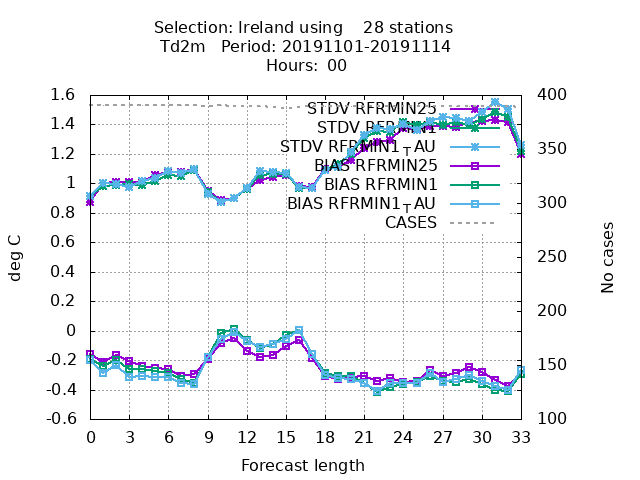 Selection: Ireland using    28 stations
Td2m   Period: 20191101-20191114
Hours:  00
STDV RFRMIN25
STDV RFRMIN1
STDV RFRMIN1┬AU
BIAS RFRMIN25
BIAS RFRMIN1
BIAS RFRMIN1┬AU
CASES
1.6
1.4
1.2
1
0.8
0.6
0.4
0.2
0
-0.2
-0.4
-0.6
deg C
400
350
300
250
200
150
100
No cases
0 3 6 9 12 15 18 21 24 27 30 33
Forecast length